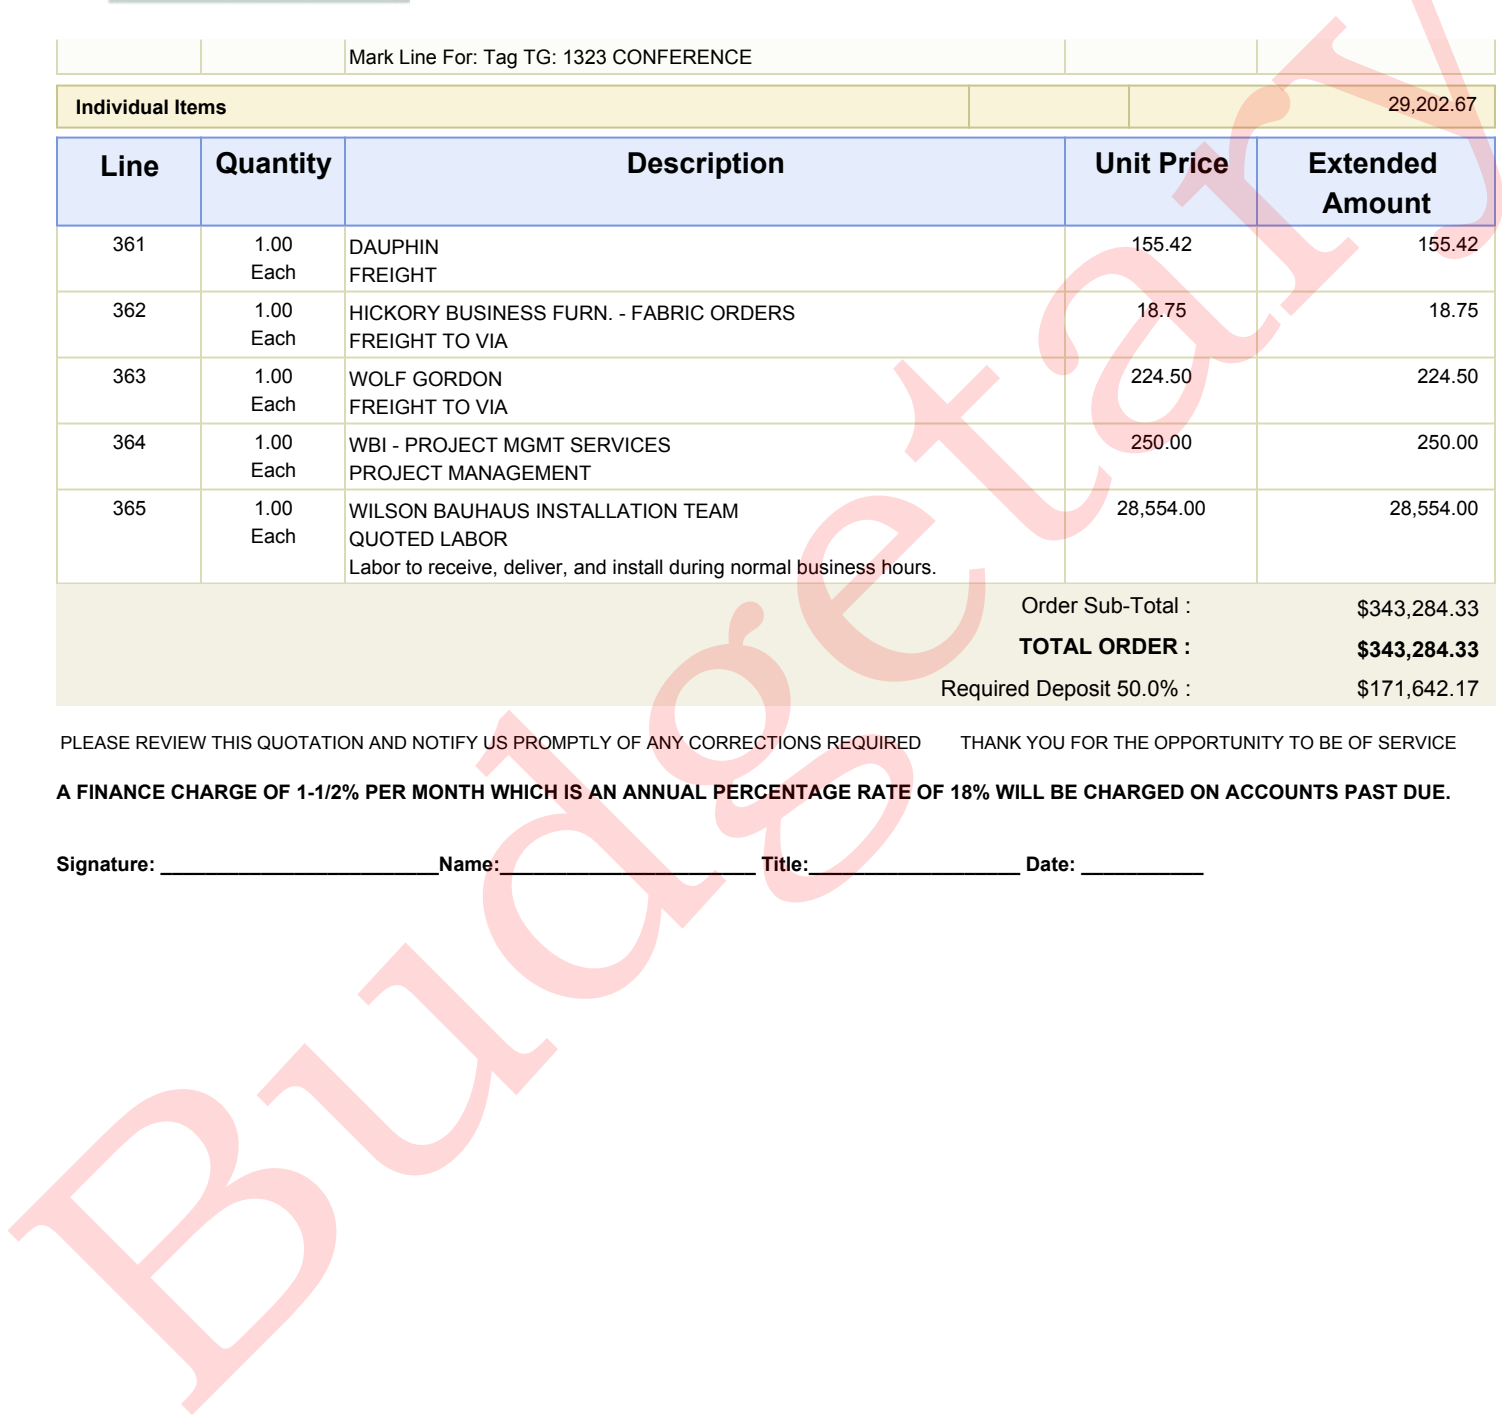 Mark Line For: Tag TG: 1323 CONFERENCE
Individual Items 29,202.67
Line Quantity Description Unit Price Extended Amount
361 1.00 Each DAUPHIN 155.42 155.42
FREIGHT
362 1.00 Each HICKORY BUSINESS FURN. - FABRIC ORDERS 18.75 18.75
FREIGHT TO VIA
363 1.00 Each WOLF GORDON 224.50 224.50
FREIGHT TO VIA
364 1.00 Each WBI - PROJECT MGMT SERVICES 250.00 250.00
PROJECT MANAGEMENT
365 1.00 Each WILSON BAUHAUS INSTALLATION TEAM 28,554.00 28,554.00
QUOTED LABOR
Labor to receive, deliver, and install during normal business hours.
Order Sub-Total : $343,284.33
TOTAL ORDER : $343,284.33
Required Deposit 50.0% : $171,642.17
PLEASE REVIEW THIS QUOTATION AND NOTIFY US PROMPTLY OF ANY CORRECTIONS REQUIRED THANK YOU FOR THE OPPORTUNITY TO BE OF SERVICE
A FINANCE CHARGE OF 1-1/2% PER MONTH WHICH IS AN ANNUAL PERCENTAGE RATE OF 18% WILL BE CHARGED ON ACCOUNTS PAST DUE.
Signature: _________________________Name:_______________________ Title:___________________ Date: ___________
Budgetary